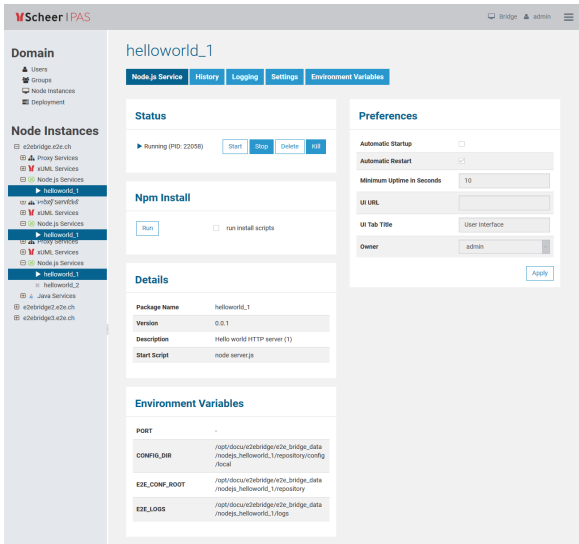 Scheer PAS
Bridge admin
Domain
Users
Groups
Node Instances
Deployment
Node Instances
e2ebridge.e2e.ch
Proxy Services
xUML Services
Node.js Services
helloworld_1
xUML Services
Node.js Services
helloworld_1
Proxy Services
xUML Services
Node.js Services
helloworld_1
helloworld_2
Java Services
e2ebridge2.e2e.ch
e2ebridge3.e2e.ch
helloworld_1
Node.js Service History Logging Settings Environment Variables
Status
Running (PID: 22058) Start Stop Delete Kill
Npm Install
Run run install scripts
Details
Package Name helloworld_1
Version 0.0.1
Description Hello world HTTP server (1)
Start Script node server.js
Environment Variables
PORT -
CONFIG_DIR /opt/docu/e2ebridge/e2e_bridge_data
/nodejs_helloworld_1/repository/config
/local
E2E_CONF_ROOT /opt/docu/e2ebridge/e2e_bridge_data
/nodejs_helloworld_1/repository
E2E_LOGS /opt/docu/e2ebridge/e2e_bridge_data
/nodejs_helloworld_1/logs
Preferences
Automatic Startup
Automatic Restart
Minimum Uptime in Seconds 10
UI URL
UI Tab Title User Interface
Owner admin
Apply